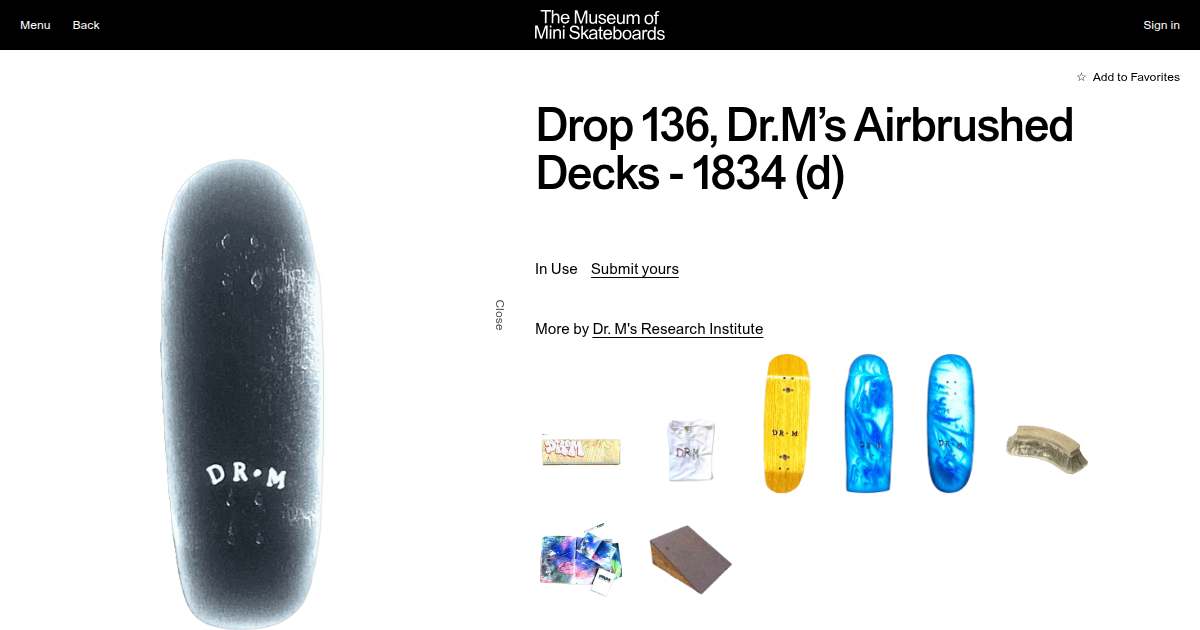 Menu
Back
The Museum of
Mini Skateboards
Sign in
☆ Add to Favorites
Drop 136, Dr.M’s Airbrushed
Decks - 1834 (d)
In Use
Submit yours
Close
More by Dr. M's Research Institute
DR•M
DR•M
DR•M